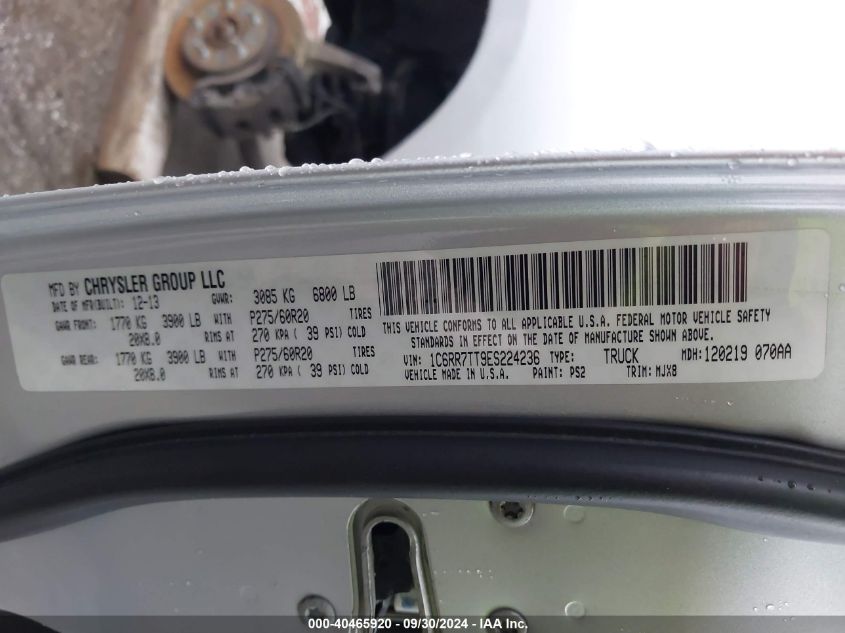 MFD BY CHRYSLER GROUP LLC
DATE OF MFR(BUILT): 12-13 GVWR: 3085 KG 6800 LB
GAWR FRONT: 1770 KG 3900 LB WITH P275/60R20 TIRES
20X8.0 RIMS AT 270 KPA ( 39 PSI) COLD
GAWR REAR: 1770 KG 3900 LB WITH P275/60R20 TIRES
20X8.0 RIMS AT 270 KPA ( 39 PSI) COLD
THIS VEHICLE CONFORMS TO ALL APPLICABLE U.S.A. FEDERAL MOTOR VEHICLE SAFETY
STANDARDS IN EFFECT ON THE DATE OF MANUFACTURE SHOWN ABOVE.
VIN: 1C6RR7TT9ES224236 TYPE: TRUCK MDH: 120219 070AA
VEHICLE MADE IN U.S.A. PAINT: PS2 TRIM: MJX8
000-40465920 - 09/30/2024 - IAA Inc.